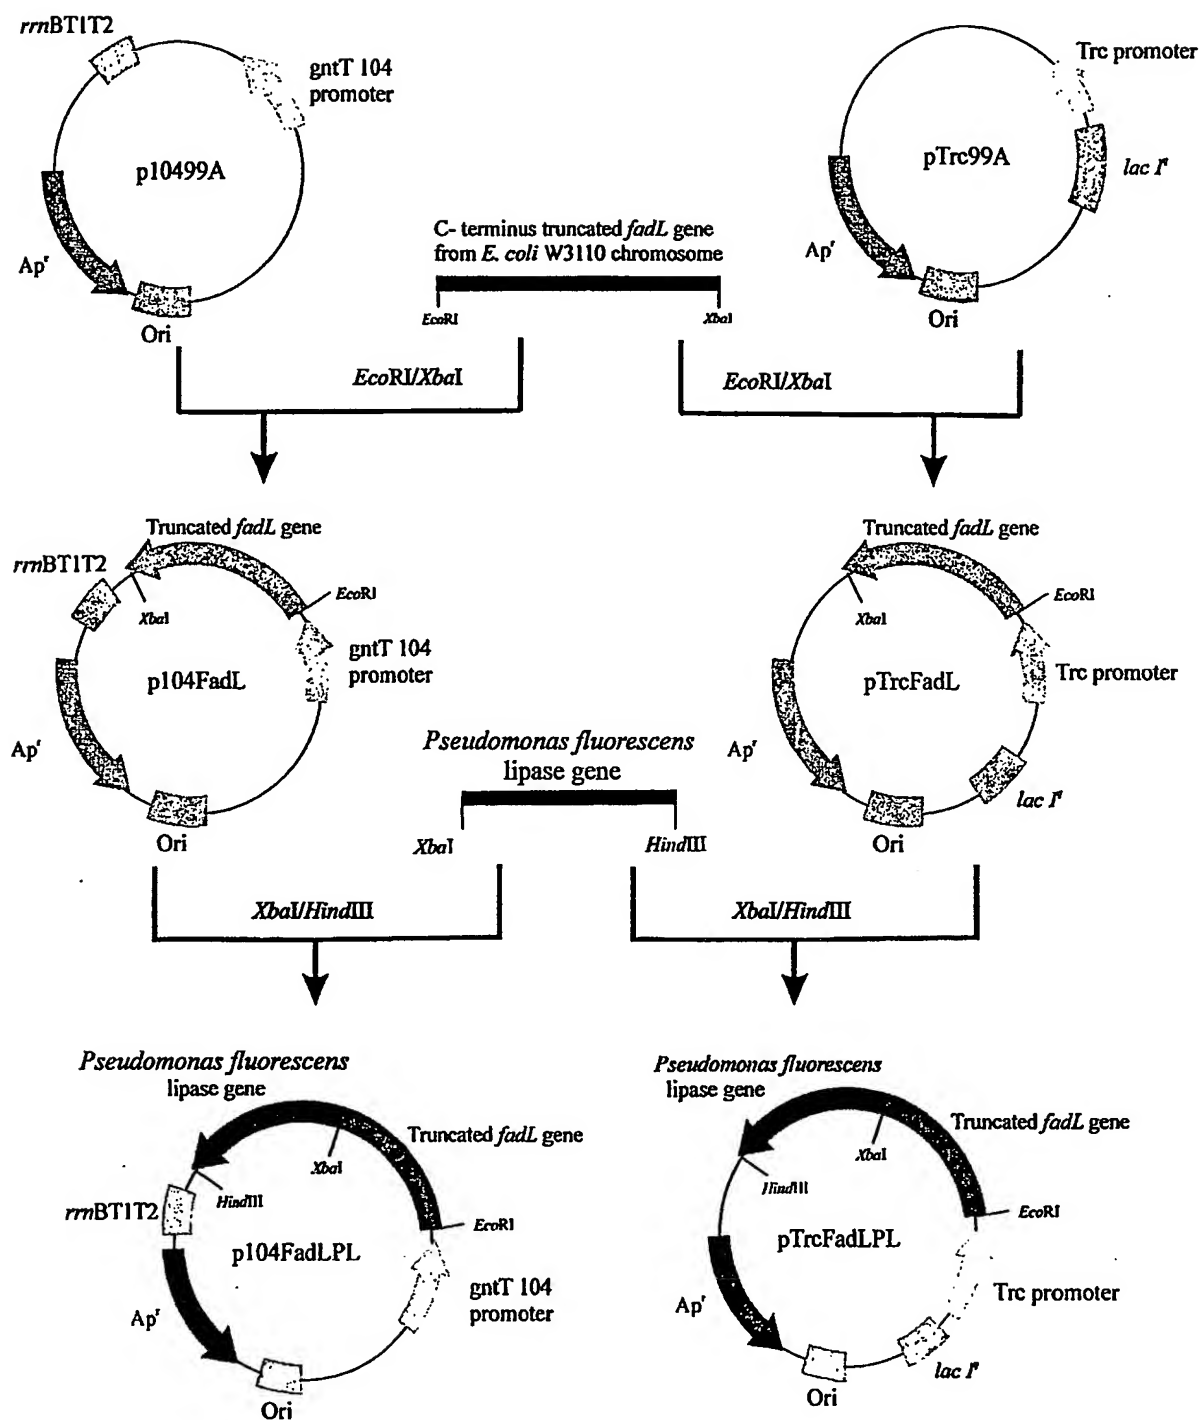 rrnBT1T2
gntT 104
promoter
p10499A
Apʳ
Ori
Trc promoter
pTrc99A
lac Iq
Apʳ
Ori
C- terminus truncated fadL gene
from E. coli W3110 chromosome
EcoRI
XbaI
EcoRI/XbaI
EcoRI/XbaI
Truncated fadL gene
rrnBT1T2
EcoRI
XbaI
gntT 104
promoter
p104FadL
Apʳ
Ori
Truncated fadL gene
EcoRI
XbaI
pTrcFadL
Trc promoter
Apʳ
lac Iq
Ori
Pseudomonas fluorescens
lipase gene
XbaI
HindIII
XbaI/HindIII
XbaI/HindIII
Pseudomonas fluorescens
lipase gene
Truncated fadL gene
XbaI
HindIII
rrnBT1T2
EcoRI
p104FadLPL
gntT 104
promoter
Apʳ
Ori
Pseudomonas fluorescens
lipase gene
Truncated fadL gene
XbaI
HindIII
EcoRI
pTrcFadLPL
Trc promoter
Apʳ
lac Iq
Ori